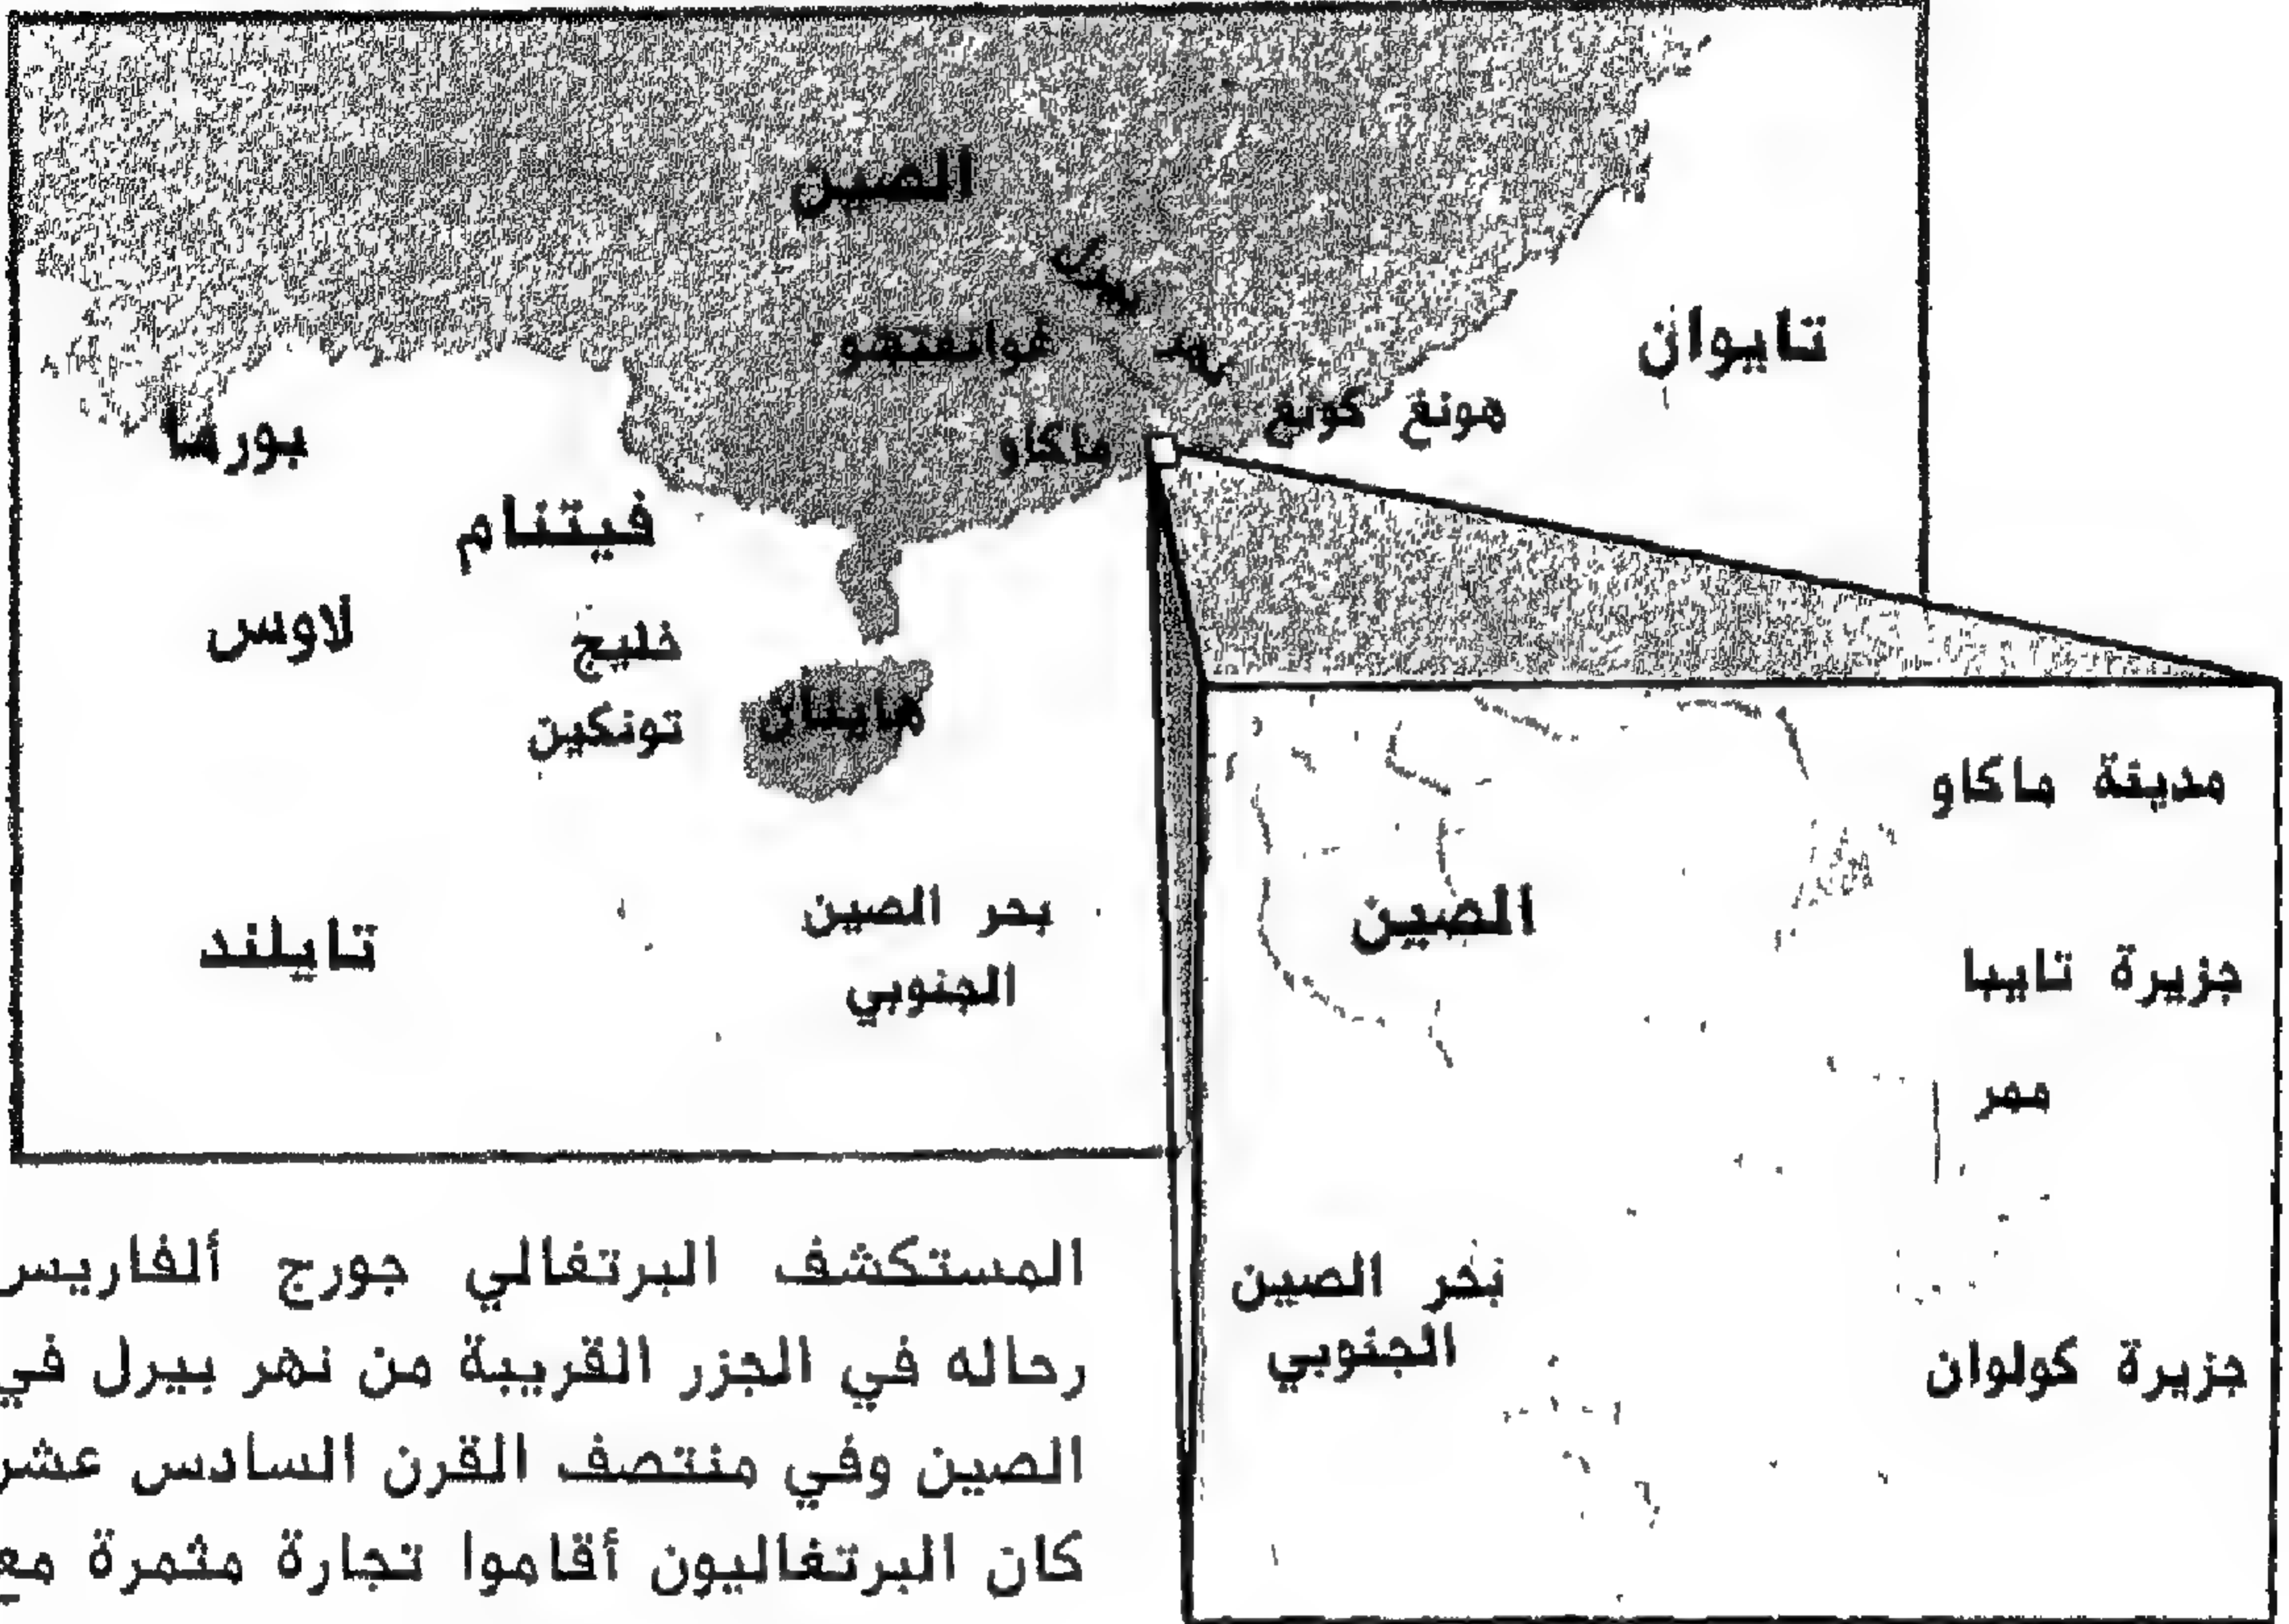 الصين
بيرل
نهر
تايوان
غوانغتشو
هونغ كونغ
ماكاو
بورما
فيتنام
لاوس
خليج
تونكين
هاينان
تايلند
بحر الصين
الجنوبي
مدينة ماكاو
الصين
جزيرة تايبا
ممر
بحر الصين
الجنوبي
جزيرة كولوان
المستكشف البرتغالي جورج ألفاريس
رحاله في الجزر القريبة من نهر بيرل في
الصين وفي منتصف القرن السادس عشر
كان البرتغاليون أقاموا تجارة مثمرة مع